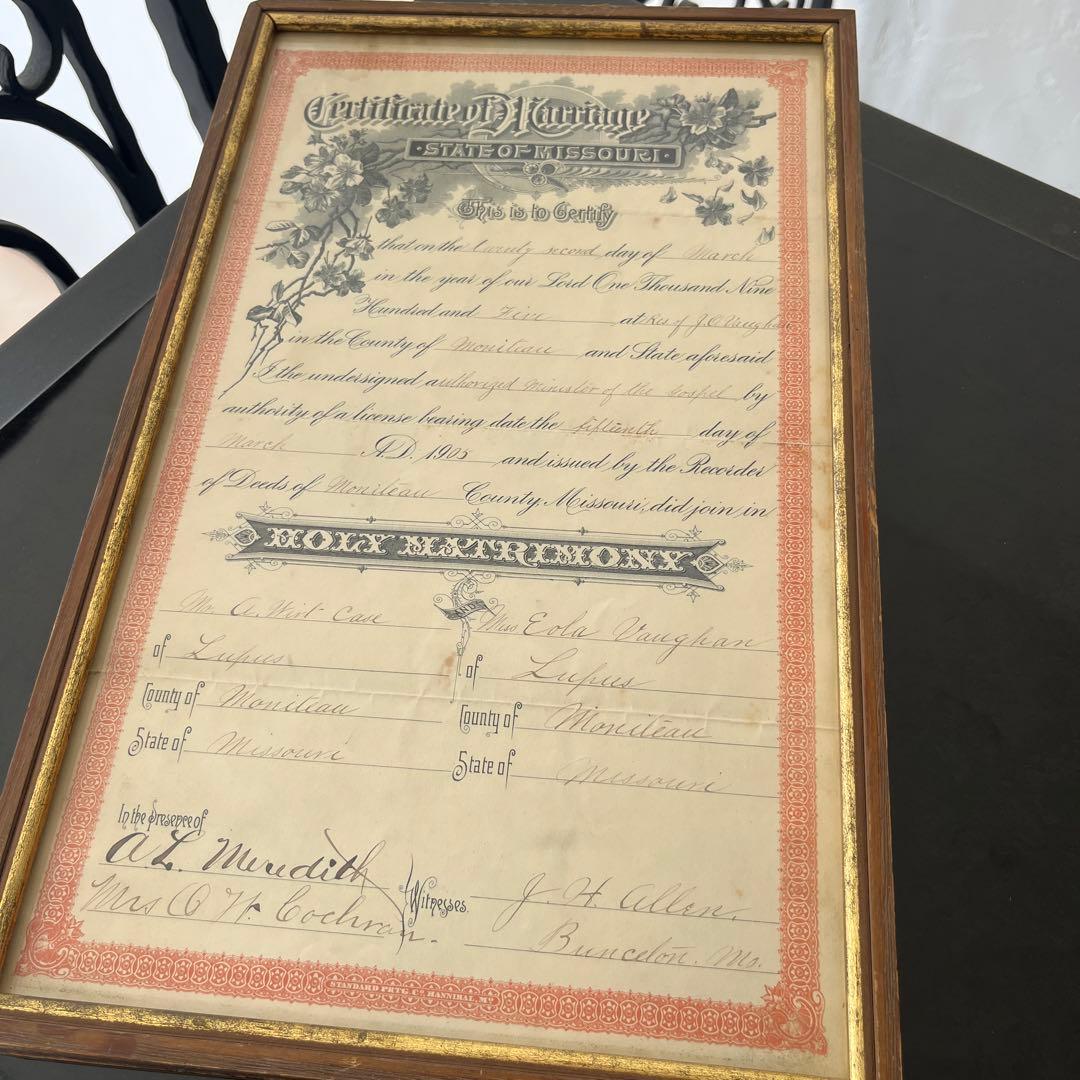 Certificate of Marriage
STATE OF MISSOURI
This is to Certify
that on the twenty second day of March
in the year of our Lord One Thousand Nine
Hundred and Five at Res of J.O. Vaughan
in the County of Moniteau and State aforesaid
I the undersigned authorized Minister of the Gospel by
authority of a license bearing date the fifteenth day of
March A.D. 1905 and issued by the Recorder
of Deeds of Moniteau County, Missouri, did join in
HOLY MATRIMONY
Mr A. Wirt Case AND Miss Eola Vaughan
of Lupus of Lupus
County of Moniteau County of Moniteau
State of Missouri State of Missouri
In the presence of
A L Meredith
Mrs O W. Cochran. Witnesses. J. H. Allen.
Bunceton. Mo.
STANDARD PRTG. Co HANNIBAL Mo